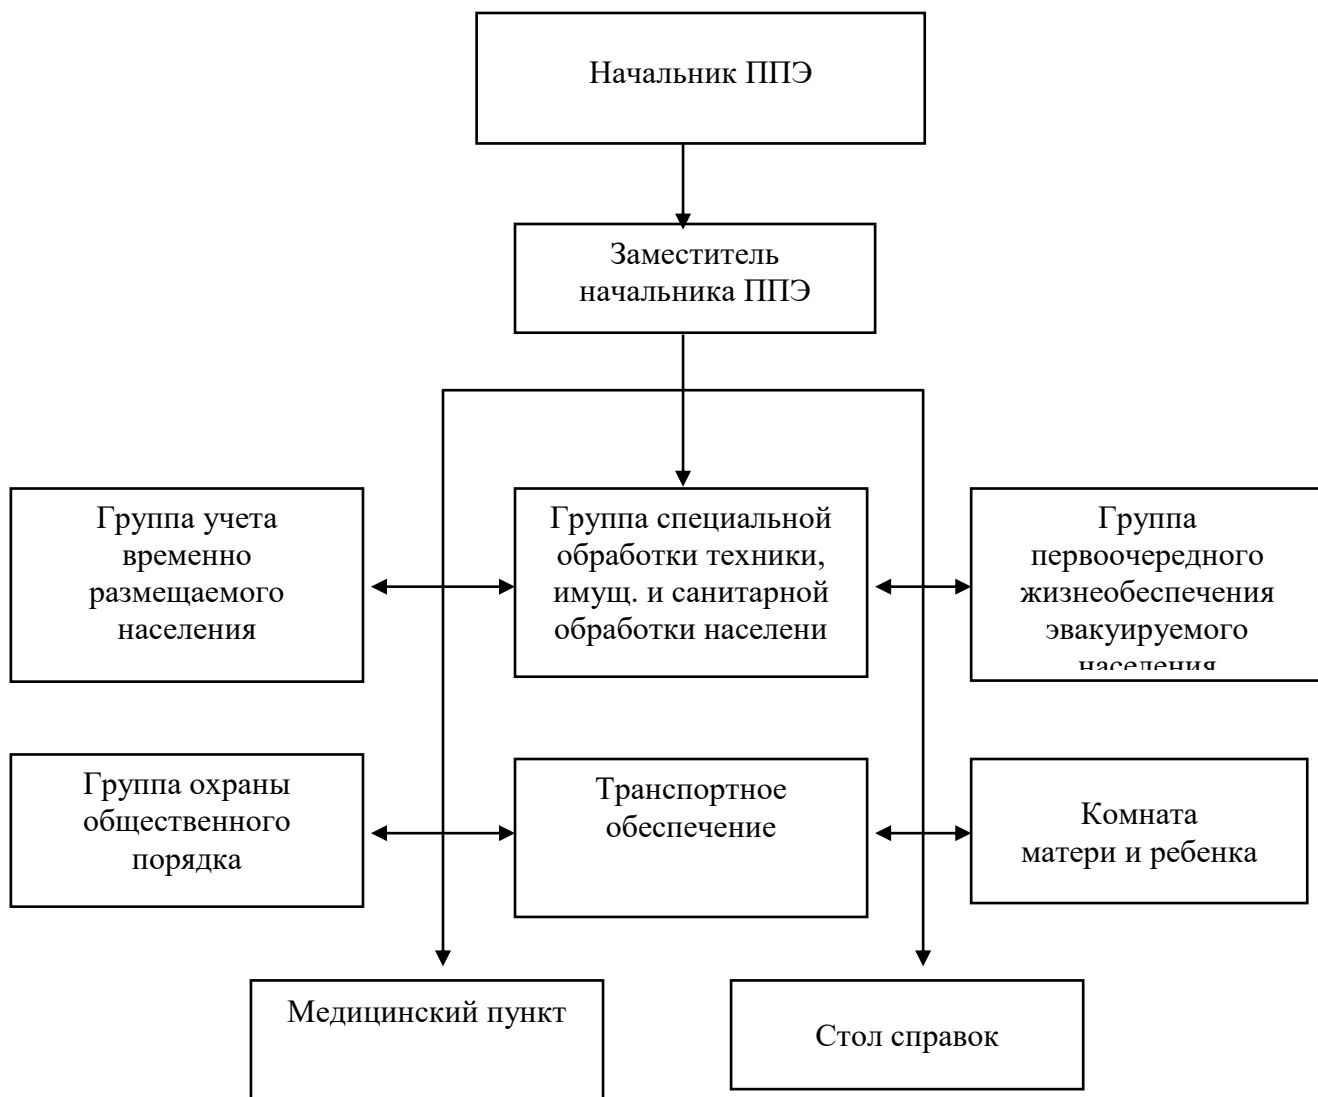 Начальник ППЭ
Заместитель
начальника ППЭ
Группа учета
временно
размещаемого
населения
Группа специальной
обработки техники,
имущ. и санитарной
обработки населени
Группа
первоочередного
жизнеобеспечения
эвакуируемого
населения
Группа охраны
общественного
порядка
Транспортное
обеспечение
Комната
матери и ребенка
Медицинский пункт
Стол справок